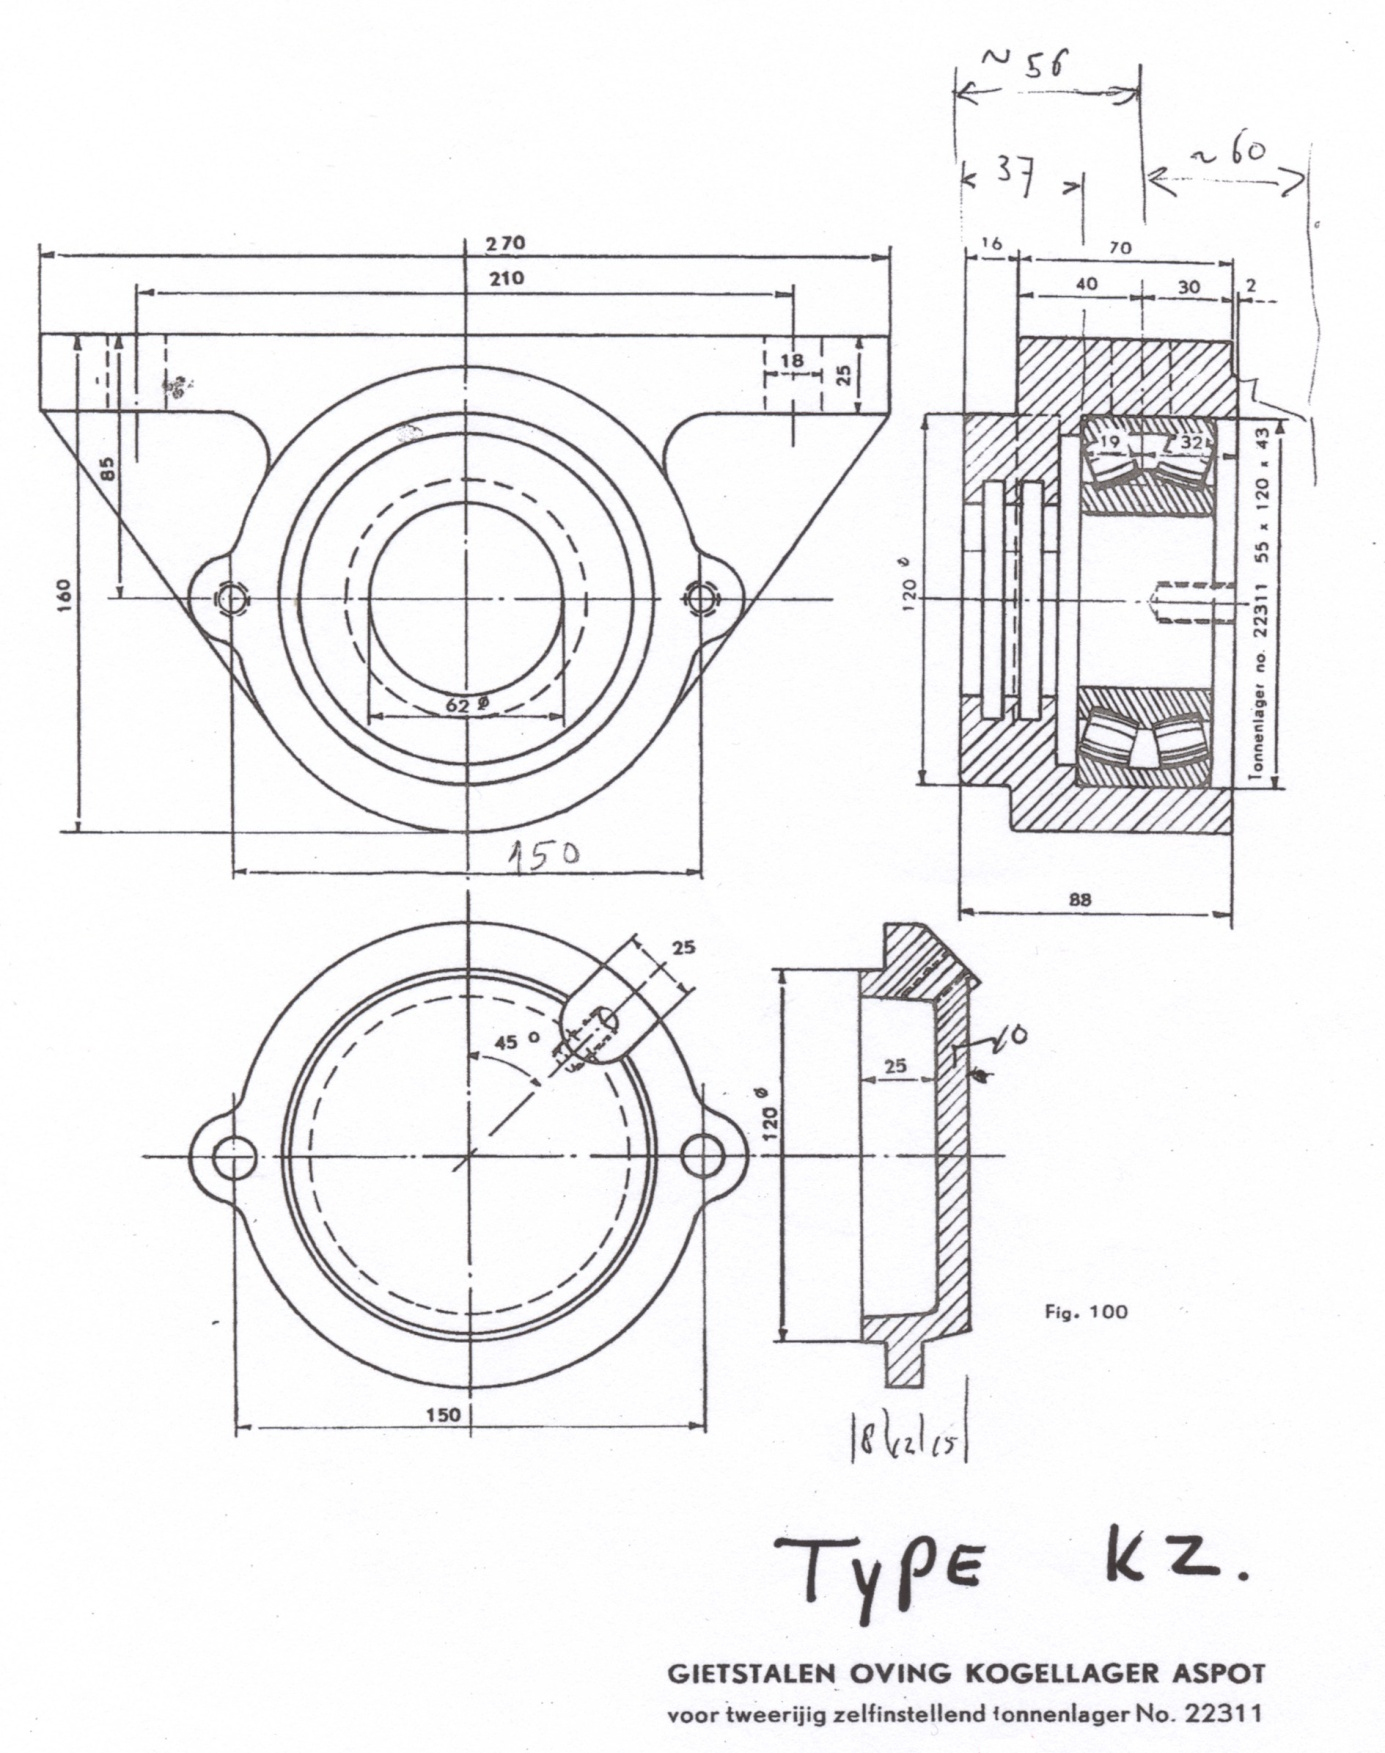 ~ 56
37
~ 60
270
210
16
70
40
30
2
18
25
85
160
62 ø
150
120 ø
19
32
Tonnenlager no. 22311 55 x 120 x 43
88
25
45 o
120 ø
25
10
150
Fig. 100
8 12 15
TYPE KZ.
GIETSTALEN OVING KOGELLAGER ASPOT
voor tweerijig zelfinstellend tonnenlager No. 22311